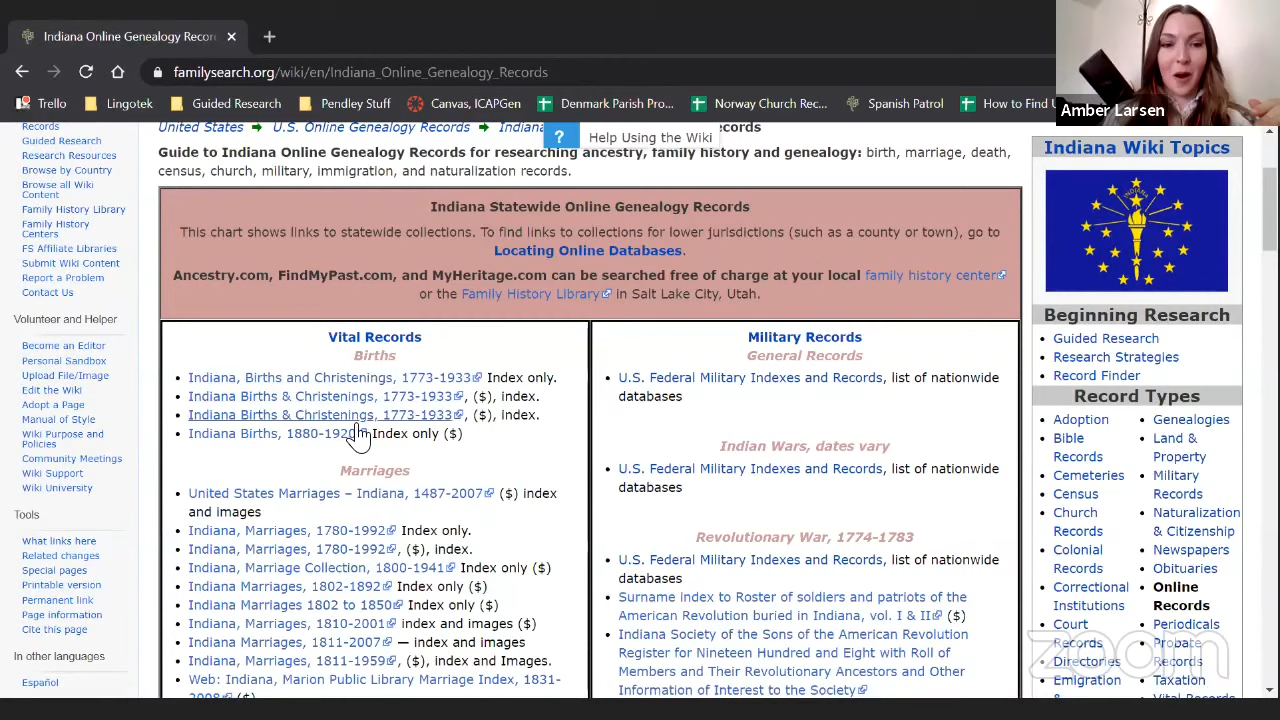 Indiana Online Genealogy Recor
familysearch.org/wiki/en/Indiana_Online_Genealogy_Records
Trello
Lingotek
Guided Research
Pendley Stuff
Canvas, ICAPGen
Denmark Parish Pro...
Norway Church Rec...
Spanish Patrol
How to Find U
Amber Larsen
Records
Guided Research
Research Resources
Browse by Country
Browse all Wiki
Content
Family History Library
Family History
Centers
FS Affiliate Libraries
Submit Wiki Content
Report a Problem
Contact Us
Volunteer and Helper
Become an Editor
Personal Sandbox
Upload File/Image
Edit the Wiki
Adopt a Page
Manual of Style
Wiki Purpose and
Policies
Community Meetings
Wiki Support
Wiki University
Tools
What links here
Related changes
Special pages
Printable version
Permanent link
Page information
Cite this page
In other languages
Español
United States → U.S. Online Genealogy Records → Indiana
? Help Using the Wiki
ecords
Guide to Indiana Online Genealogy Records for researching ancestry, family history and genealogy: birth, marriage, death,
census, church, military, immigration, and naturalization records.
Indiana Statewide Online Genealogy Records
This chart shows links to statewide collections. To find links to collections for lower jurisdictions (such as a county or town), go to
Locating Online Databases.
Ancestry.com, FindMyPast.com, and MyHeritage.com can be searched free of charge at your local family history center
or the Family History Library in Salt Lake City, Utah.
Vital Records
Births
Indiana, Births and Christenings, 1773-1933 Index only.
Indiana Births & Christenings, 1773-1933, ($), index.
Indiana Births & Christenings, 1773-1933, ($), index.
Indiana Births, 1880-192 Index only ($)
Marriages
United States Marriages – Indiana, 1487-2007 ($) index
and images
Indiana, Marriages, 1780-1992 Index only.
Indiana, Marriages, 1780-1992, ($), index.
Indiana, Marriage Collection, 1800-1941 Index only ($)
Indiana Marriages, 1802-1892 Index only ($)
Indiana Marriages 1802 to 1850 Index only ($)
Indiana, Marriages, 1810-2001 index and images ($)
Indiana Marriages, 1811-2007 — index and images
Indiana, Marriages, 1811-1959, ($), index and Images.
Web: Indiana, Marion Public Library Marriage Index, 1831-
2008 ($)
Military Records
General Records
U.S. Federal Military Indexes and Records, list of nationwide
databases
Indian Wars, dates vary
U.S. Federal Military Indexes and Records, list of nationwide
databases
Revolutionary War, 1774-1783
U.S. Federal Military Indexes and Records, list of nationwide
databases
Surname index to Roster of soldiers and patriots of the
American Revolution buried in Indiana, vol. I & II ($)
Indiana Society of the Sons of the American Revolution
Register for Nineteen Hundred and Eight with Roll of
Members and Their Revolutionary Ancestors and Other
Information of Interest to the Society
Indiana Wiki Topics
INDIANA
Beginning Research
Guided Research
Research Strategies
Record Finder
Record Types
Adoption
Bible
Records
Cemeteries
Census
Church
Records
Colonial
Records
Correctional
Institutions
Court
Records
Directories
Emigration
&
Genealogies
Land &
Property
Military
Records
Naturalization
& Citizenship
Newspapers
Obituaries
Online
Records
Periodicals
Probate
Records
Taxation
Vital Records
zoom